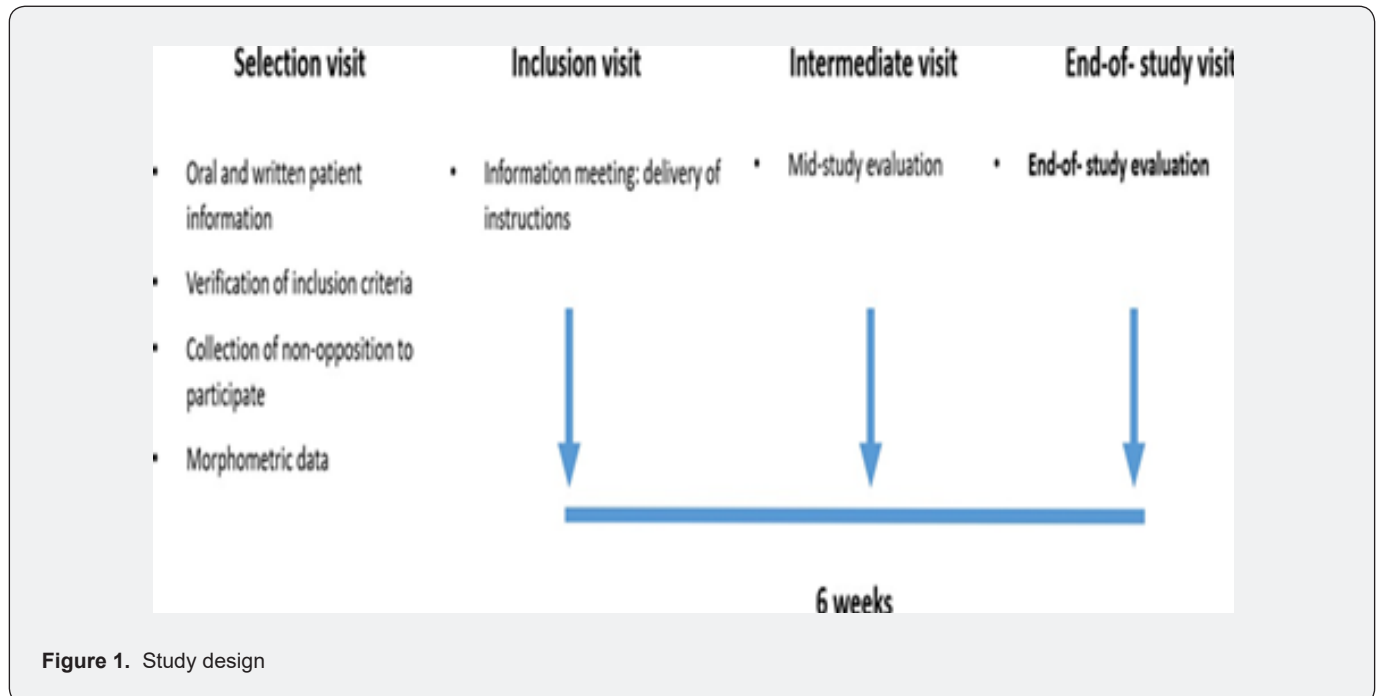 Selection visit
Inclusion visit
Intermediate visit
End-of- study visit
• Oral and written patient
information
• Verification of inclusion criteria
• Collection of non-opposition to
participate
• Morphometric data
• Information meeting: delivery of
instructions
• Mid-study evaluation
• End-of- study evaluation
6 weeks
Figure 1. Study design